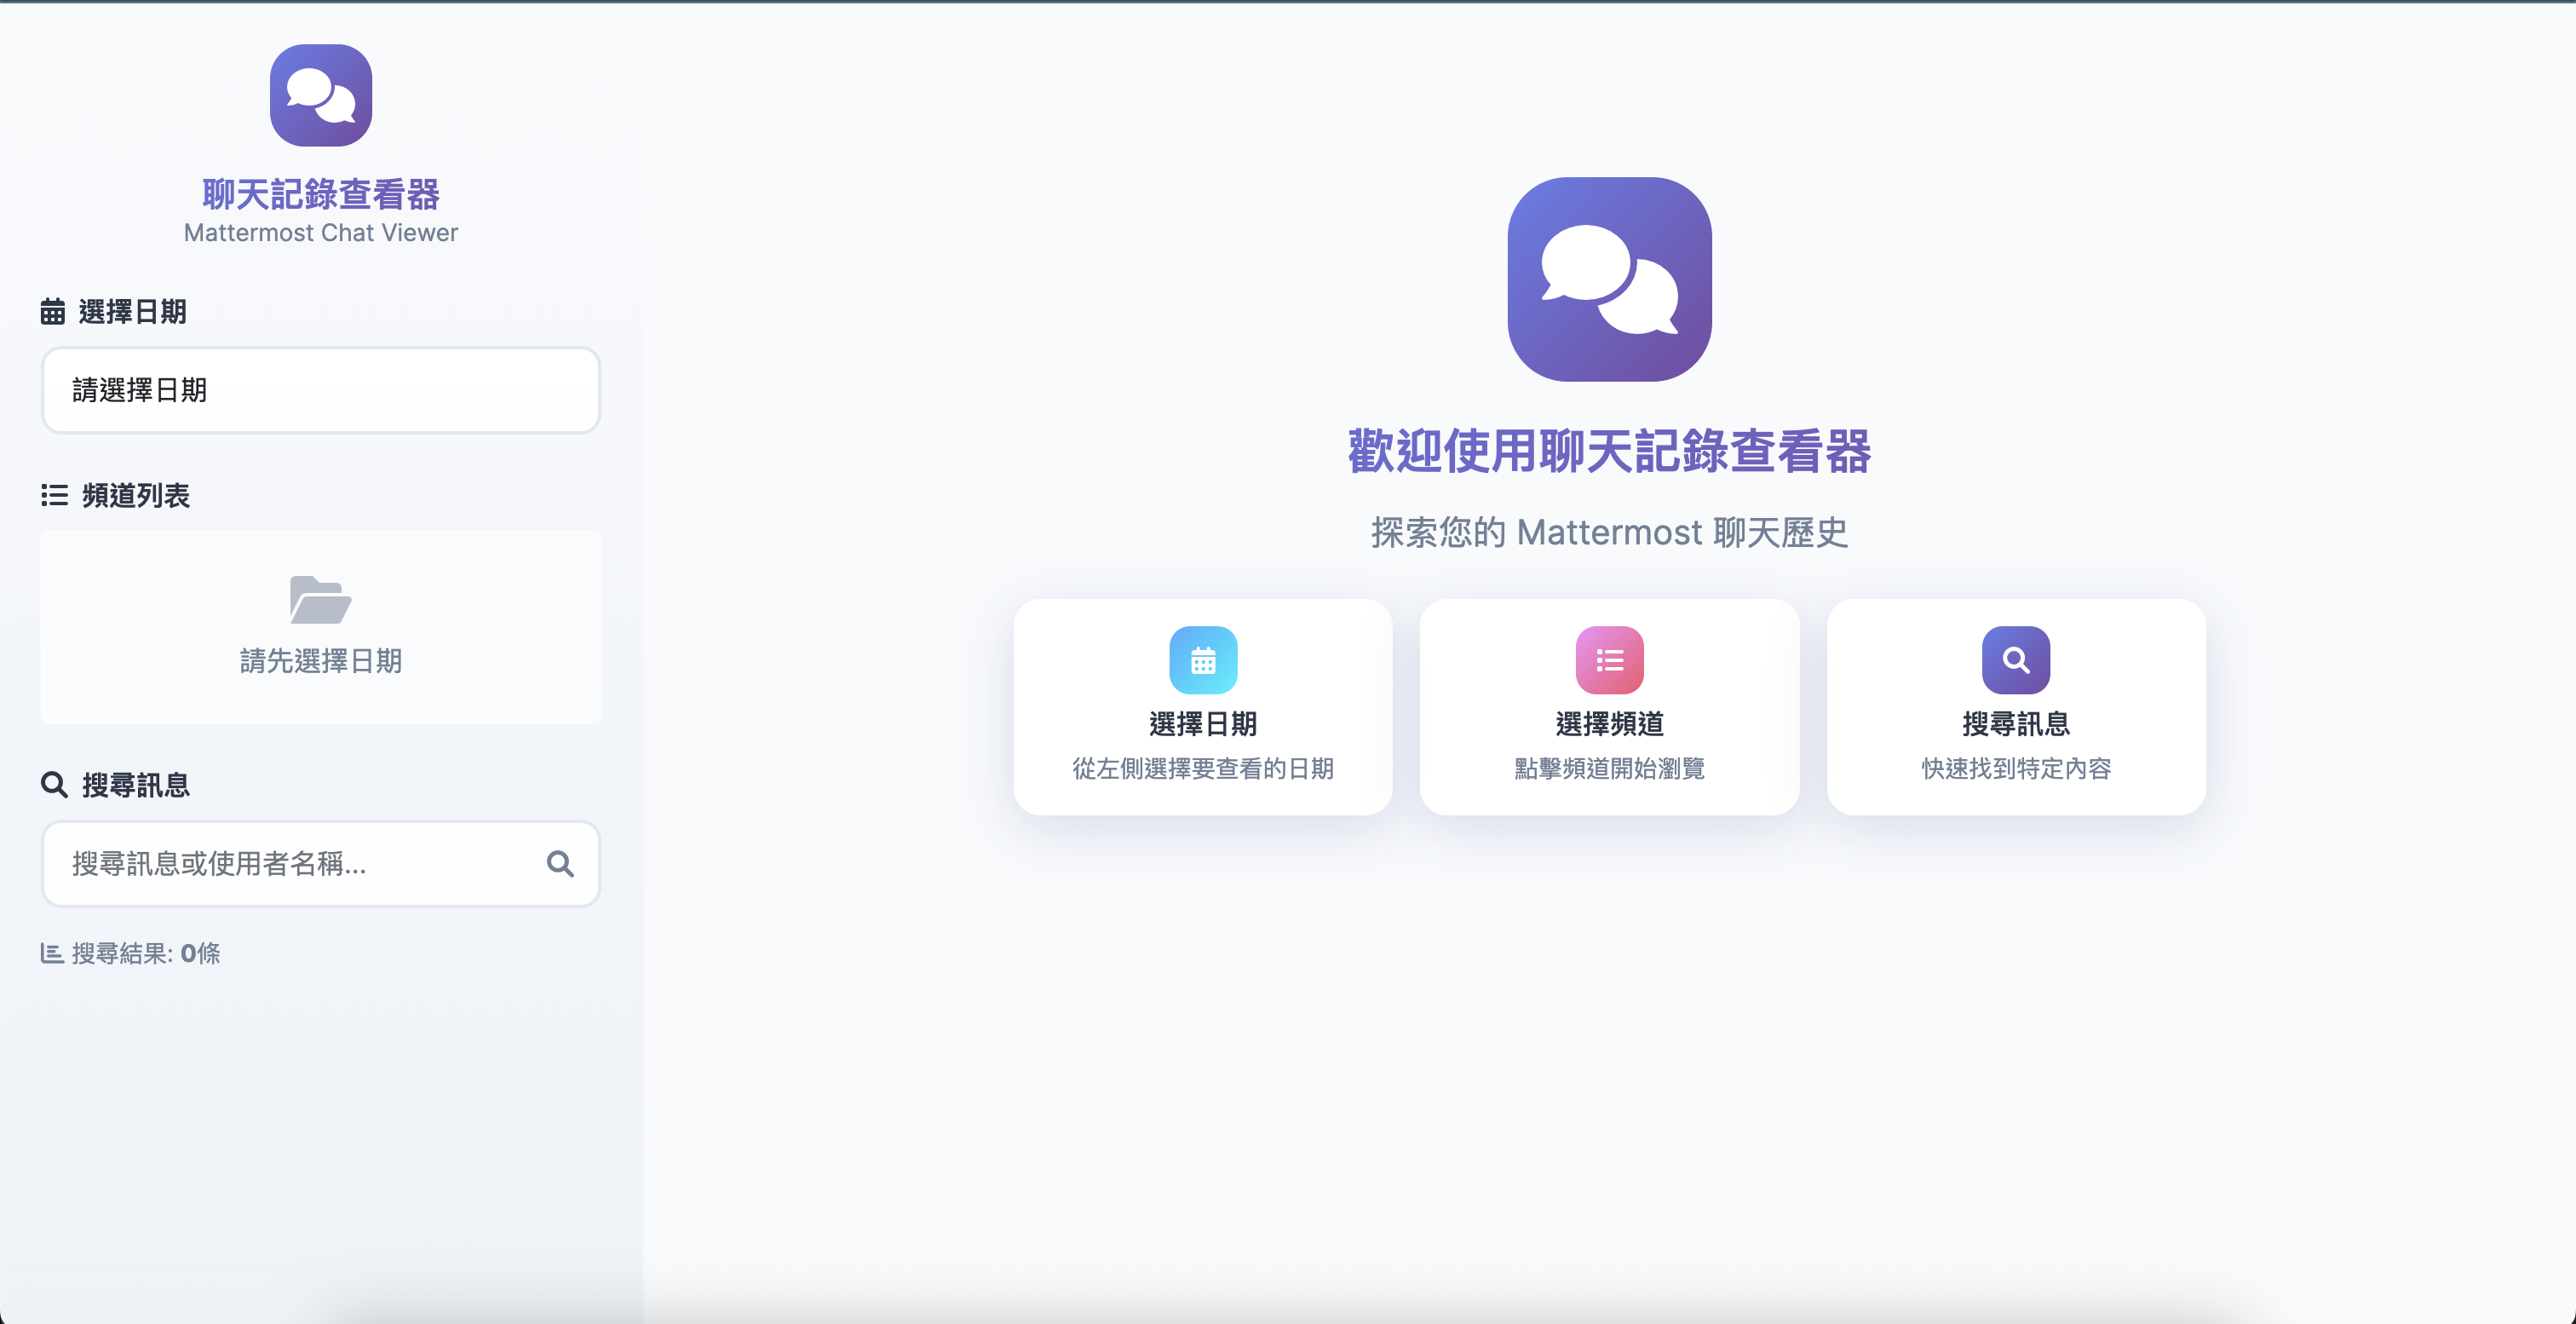 聊天記錄查看器
Mattermost Chat Viewer
選擇日期
請選擇日期
頻道列表
請先選擇日期
搜尋訊息
搜尋訊息或使用者名稱...
搜尋結果: 0條
歡迎使用聊天記錄查看器
探索您的 Mattermost 聊天歷史
選擇日期
從左側選擇要查看的日期
選擇頻道
點擊頻道開始瀏覽
搜尋訊息
快速找到特定內容